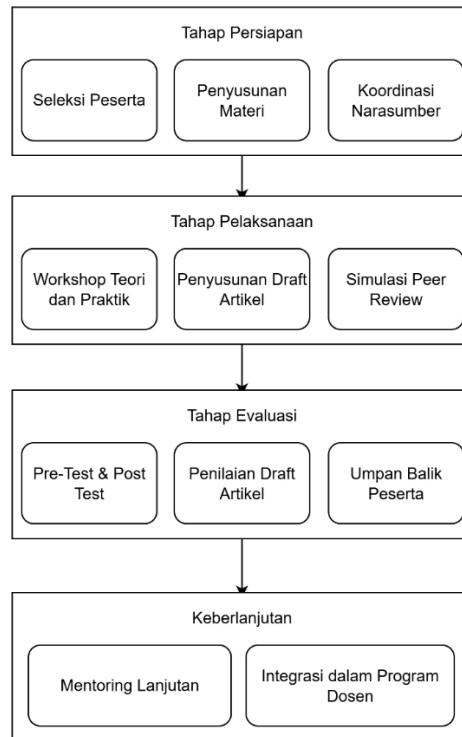 Tahap Persiapan
Seleksi Peserta
Penyusunan
Materi
Koordinasi
Narasumber
Tahap Pelaksanaan
Workshop Teori
dan Praktik
Penyusunan Draft
Artikel
Simulasi Peer
Review
Tahap Evaluasi
Pre-Test & Post
Test
Penilaian Draft
Artikel
Umpan Balik
Peserta
Keberlanjutan
Mentoring Lanjutan
Integrasi dalam Program
Dosen